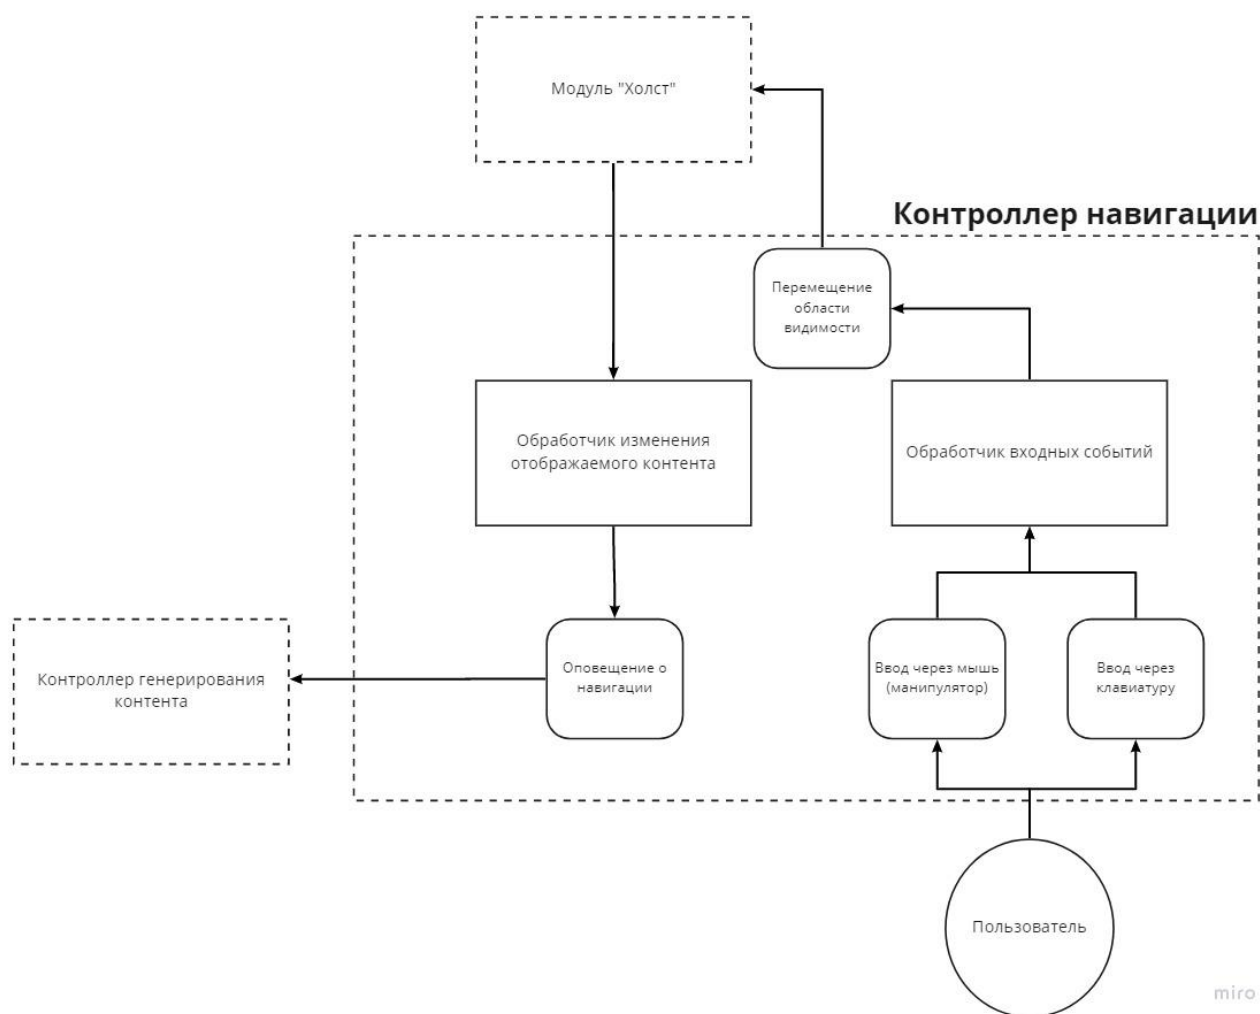 Модуль "Холст"
Контроллер навигации
Перемещение
области
видимости
Обработчик изменения
отображаемого контента
Обработчик входных событий
Контроллер генерирования
контента
Оповещение о
навигации
Ввод через мышь
(манипулятор)
Ввод через
клавиатуру
Пользователь
miro